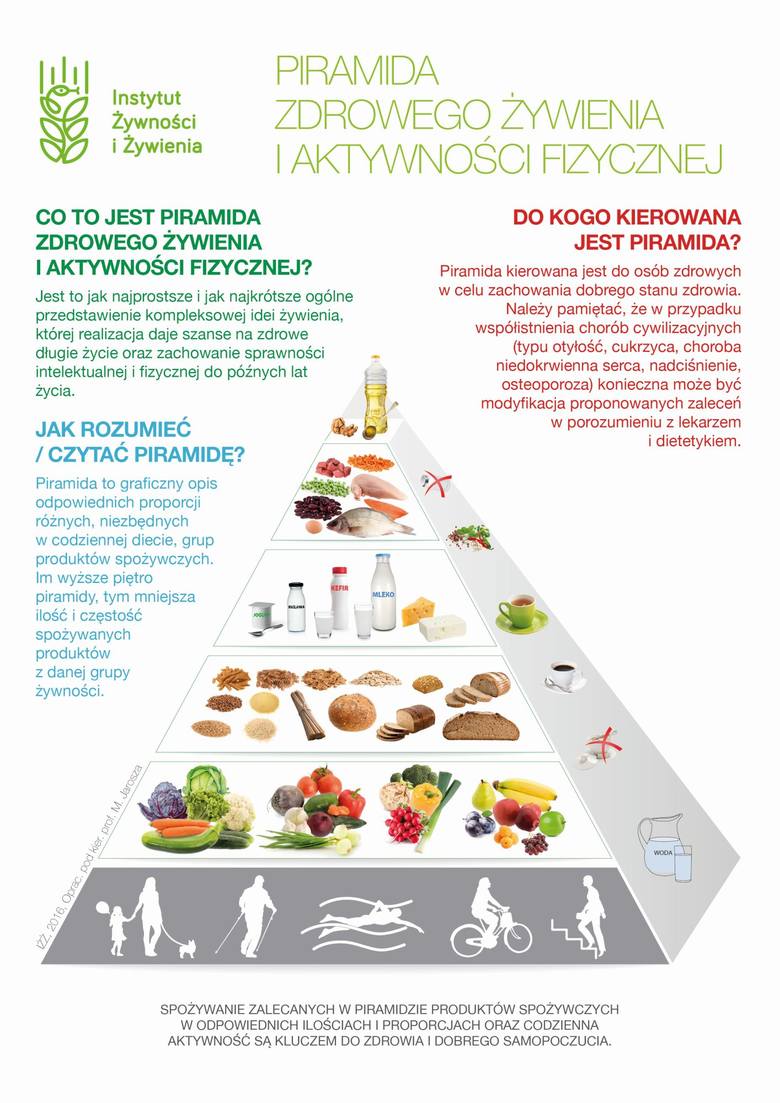 Instytut
Żywności
i Żywienia
PIRAMIDA
ZDROWEGO ŻYWIENIA
I AKTYWNOŚCI FIZYCZNEJ
CO TO JEST PIRAMIDA
ZDROWEGO ŻYWIENIA
I AKTYWNOŚCI FIZYCZNEJ?
Jest to jak najprostsze i jak najkrótsze ogólne
przedstawienie kompleksowej idei żywienia,
której realizacja daje szanse na zdrowe
długie życie oraz zachowanie sprawności
intelektualnej i fizycznej do późnych lat
życia.
DO KOGO KIEROWANA
JEST PIRAMIDA?
Piramida kierowana jest do osób zdrowych
w celu zachowania dobrego stanu zdrowia.
Należy pamiętać, że w przypadku
współistnienia chorób cywilizacyjnych
(typu otyłość, cukrzyca, choroba
niedokrwienna serca, nadciśnienie,
osteoporoza) konieczna może być
modyfikacja proponowanych zaleceń
w porozumieniu z lekarzem
i dietetykiem.
JAK ROZUMIEĆ
/ CZYTAĆ PIRAMIDĘ?
Piramida to graficzny opis
odpowiednich proporcji
różnych, niezbędnych
w codziennej diecie, grup
produktów spożywczych.
Im wyższe piętro
piramidy, tym mniejsza
ilość i częstość
spożywanych
produktów
z danej grupy
żywności.
JOGURT
MAŚLANKA
KEFIR
MLEKO
WODA
IŻŻ, 2016, Oprac. pod kier. prof. M. Jarosza
SPOŻYWANIE ZALECANYCH W PIRAMIDZIE PRODUKTÓW SPOŻYWCZYCH
W ODPOWIEDNICH ILOŚCIACH I PROPORCJACH ORAZ CODZIENNA
AKTYWNOŚĆ SĄ KLUCZEM DO ZDROWIA I DOBREGO SAMOPOCZUCIA.